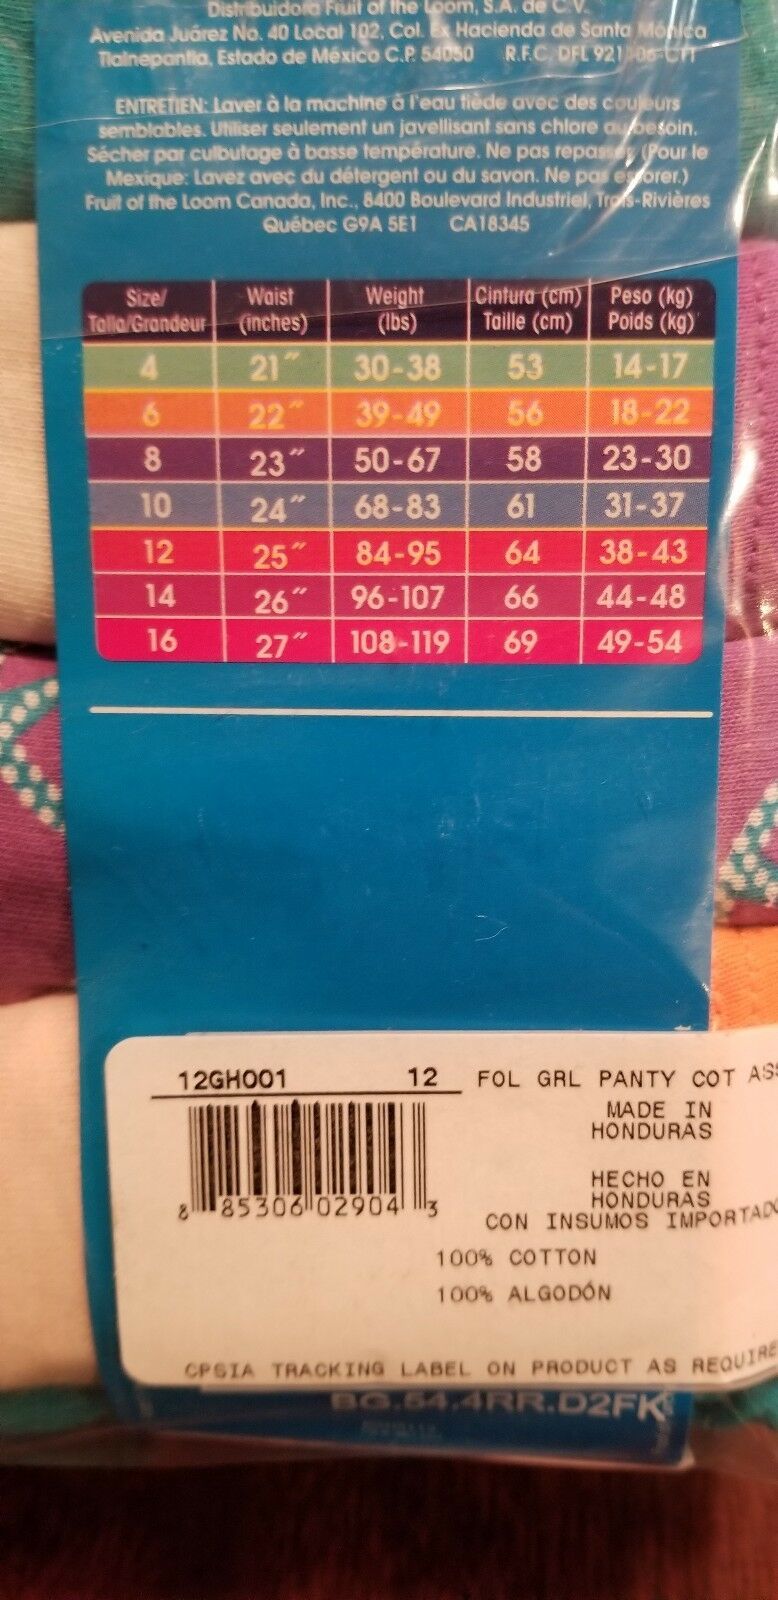 Distribuidora Fruit of the Loom, S.A. de C.V.
Avenida Juárez No. 40 Local 102, Col. Ex Hacienda de Santa Mónica
Tlalnepantla, Estado de México C.P. 54050 R.F.C. DFL 921106-CT1
ENTRETIEN: Laver à la machine à l'eau tiède avec des couleurs
semblables. Utiliser seulement un javellisant sans chlore au besoin.
Sécher par culbutage à basse température. Ne pas repasser. (Pour le
Mexique: Lavez avec du détergent ou du savon. Ne pas essorer.)
Fruit of the Loom Canada, Inc., 8400 Boulevard Industriel, Trois-Rivières
Québec G9A 5E1 CA18345
Size/ Waist Weight Cintura (cm) Peso (kg)
Talla/Grandeur (inches) (lbs) Taille (cm) Poids (kg)
4 21" 30-38 53 14-17
6 22" 39-49 56 18-22
8 23" 50-67 58 23-30
10 24" 68-83 61 31-37
12 25" 84-95 64 38-43
14 26" 96-107 66 44-48
16 27" 108-119 69 49-54
12GH001 12 FOL GRL PANTY COT ASS
MADE IN
HONDURAS
HECHO EN
HONDURAS
CON INSUMOS IMPORTADO
8 85306 02904 3
100% COTTON
100% ALGODÓN
CPSIA TRACKING LABEL ON PRODUCT AS REQUIRE
BG.54.4RR.D2FK